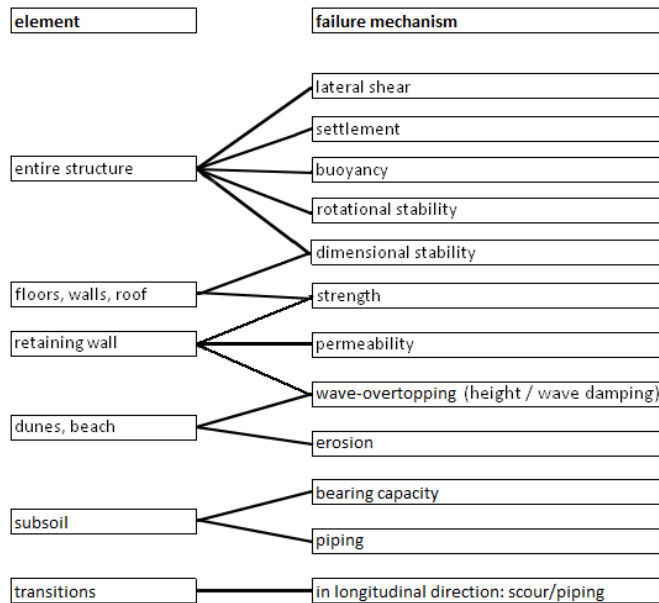 element
failure mechanism
lateral shear
settlement
entire structure
buoyancy
rotational stability
dimensional stability
floors, walls, roof
strength
retaining wall
permeability
wave-overtopping (height / wave damping)
dunes, beach
erosion
bearing capacity
subsoil
piping
transitions
in longitudinal direction: scour/piping